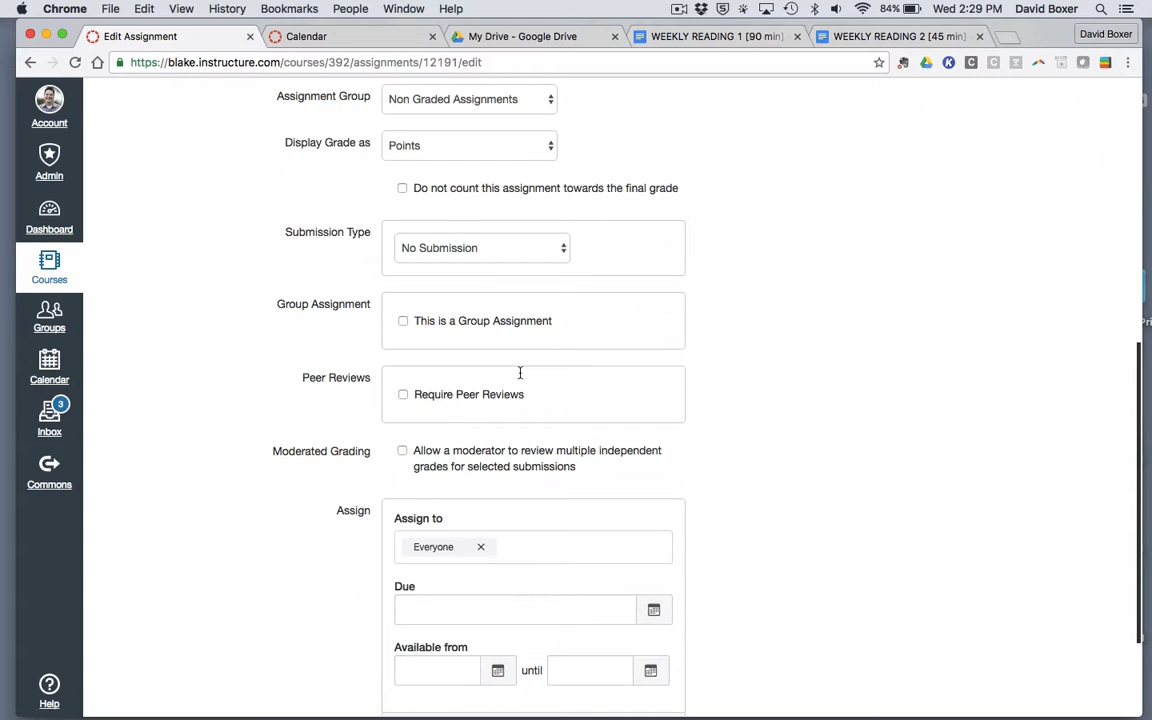 Chrome File Edit View History Bookmarks People Window Help 84% Wed 2:29 PM David Boxer
Edit Assignment Calendar My Drive - Google Drive WEEKLY READING 1 [90 min] WEEKLY READING 2 [45 min] David Boxer
https://blake.instructure.com/courses/392/assignments/12191/edit
Account
Admin
Dashboard
Courses
Groups
Calendar
3
Inbox
Commons
Help
Assignment Group Non Graded Assignments
Display Grade as Points
Do not count this assignment towards the final grade
Submission Type No Submission
Group Assignment This is a Group Assignment
Peer Reviews Require Peer Reviews
Moderated Grading Allow a moderator to review multiple independent
grades for selected submissions
Assign Assign to
Everyone
Due
Available from
until